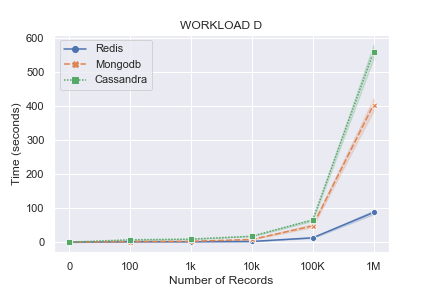 WORKLOAD D
Redis
Mongodb
Cassandra
Time (seconds)
600
500
400
300
200
100
0
0 100 1k 10k 100K 1M
Number of Records